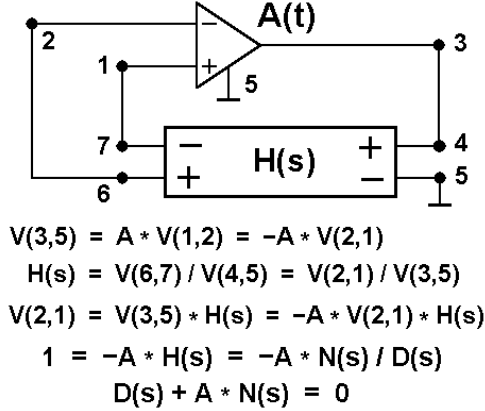 A(t)
2
−
3
1
+
5
7
−
H(s)
+
4
6
+
−
5
V(3,5) = A * V(1,2) = −A * V(2,1)
H(s) = V(6,7) / V(4,5) = V(2,1) / V(3,5)
V(2,1) = V(3,5) * H(s) = −A * V(2,1) * H(s)
1 = −A * H(s) = −A * N(s) / D(s)
D(s) + A * N(s) = 0